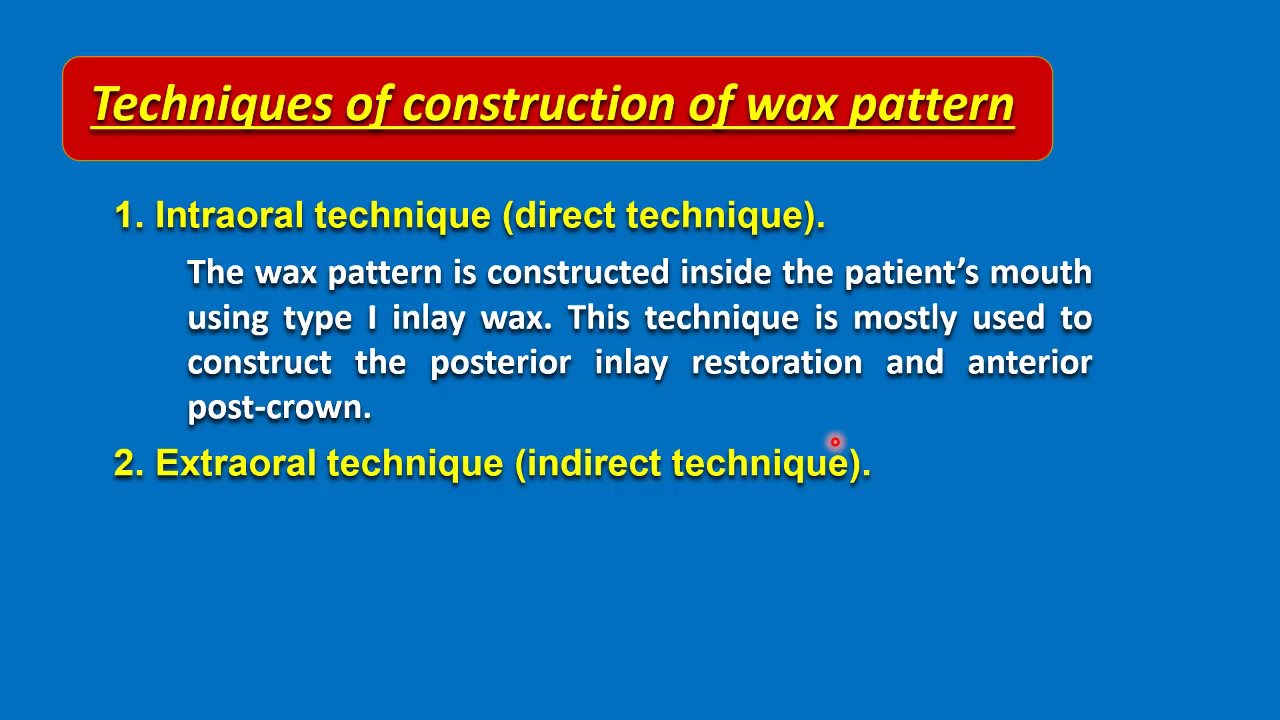 Techniques of construction of wax pattern
1. Intraoral technique (direct technique).
The wax pattern is constructed inside the patient’s mouth
using type I inlay wax. This technique is mostly used to
construct the posterior inlay restoration and anterior
post-crown.
2. Extraoral technique (indirect technique).